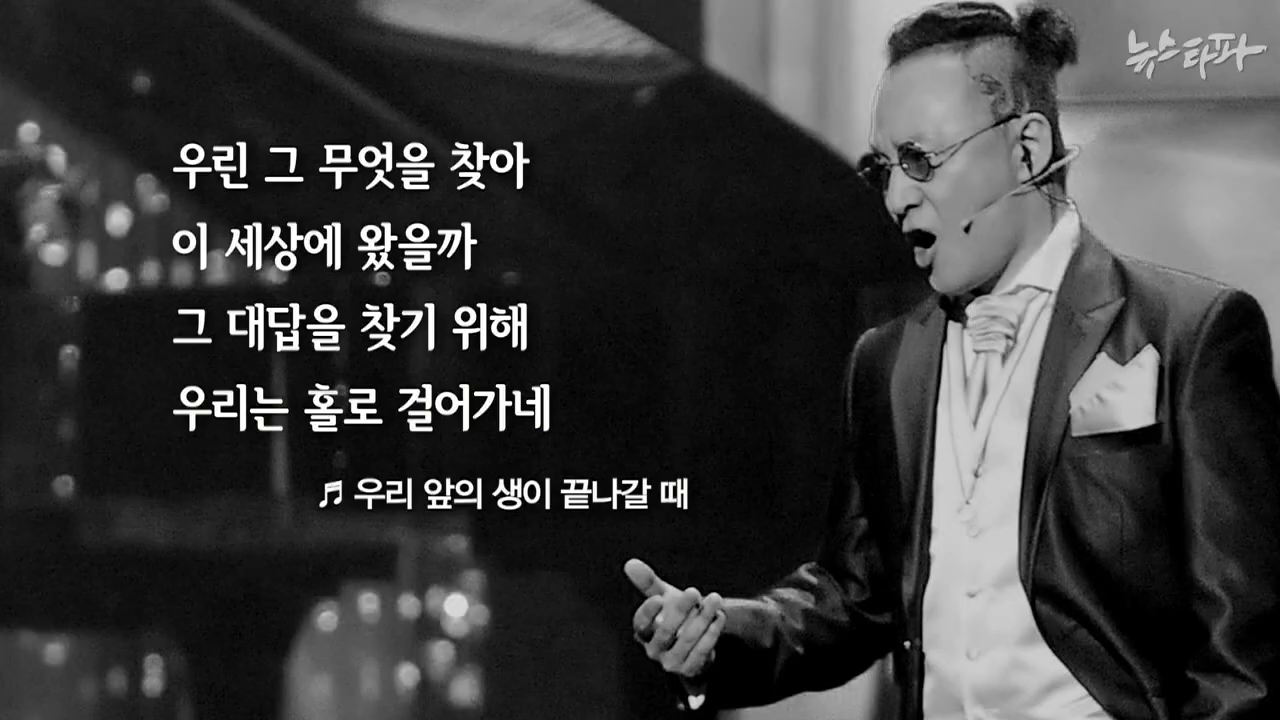 뉴스타파
우린 그 무엇을 찾아
이 세상에 왔을까
그 대답을 찾기 위해
우리는 홀로 걸어가네
♬ 우리 앞의 생이 끝나갈 때